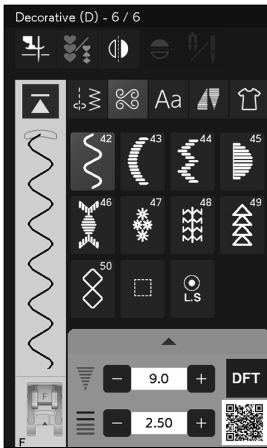 Decorative (D) - 6 / 6
Aa
42 43 44 45
46 47 48 49
50
L.S
F
− 9.0 + DFT
− 2.50 +
F